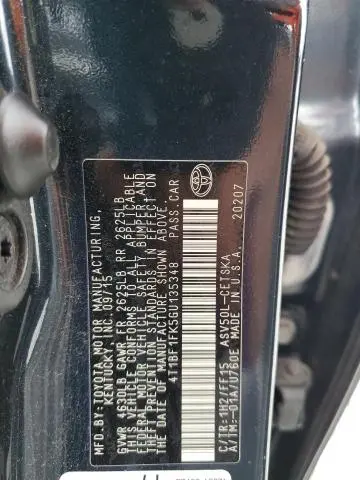 MFD.BY:TOYOTA MOTOR MANUFACTURING,
KENTUCKY, INC. 09/15
GVWR 4630LB GAWR FR 2625LB RR 2625LB
THIS VEHICLE CONFORMS TO ALL APPLICABLE
FEDERAL MOTOR VEHICLE SAFETY, BUMPER, AND
THEFT PREVENTION STANDARDS IN EFFECT ON
THE DATE OF MANUFACTURE SHOWN ABOVE.
4T1BF1FK5GU135348 PASS.CAR
C/TR: 1H2/FF15 ASV50L-CETSKA
A/TM:-01A/U760E MADE IN U.S.A. 20207